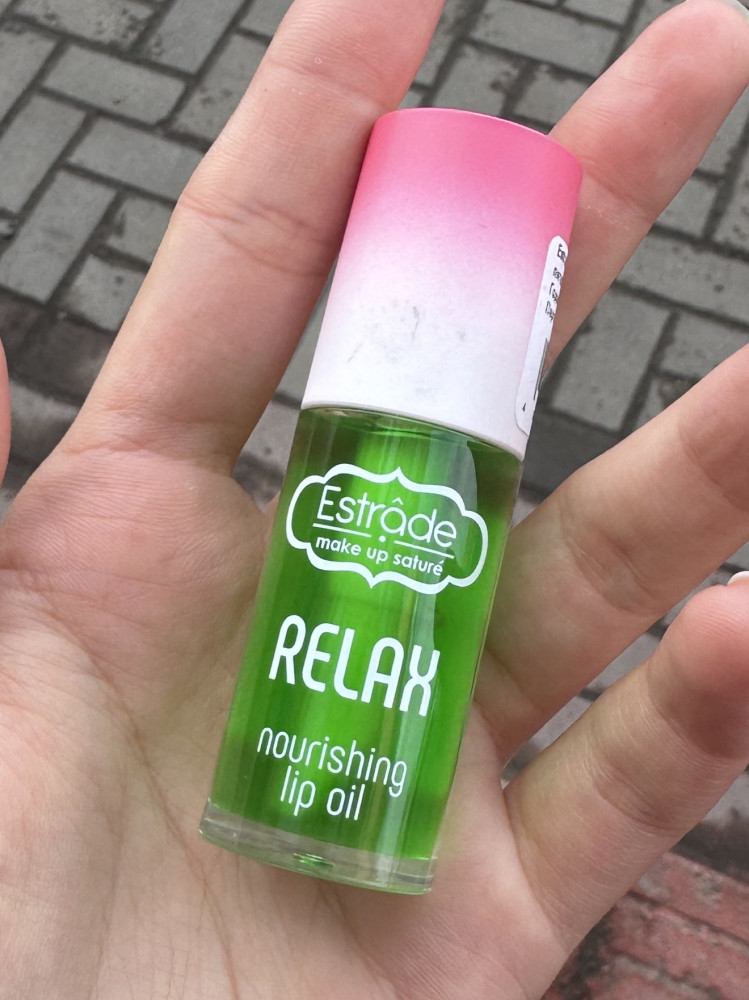 Estrâde
make up saturé
RELAX
nourishing
lip oil